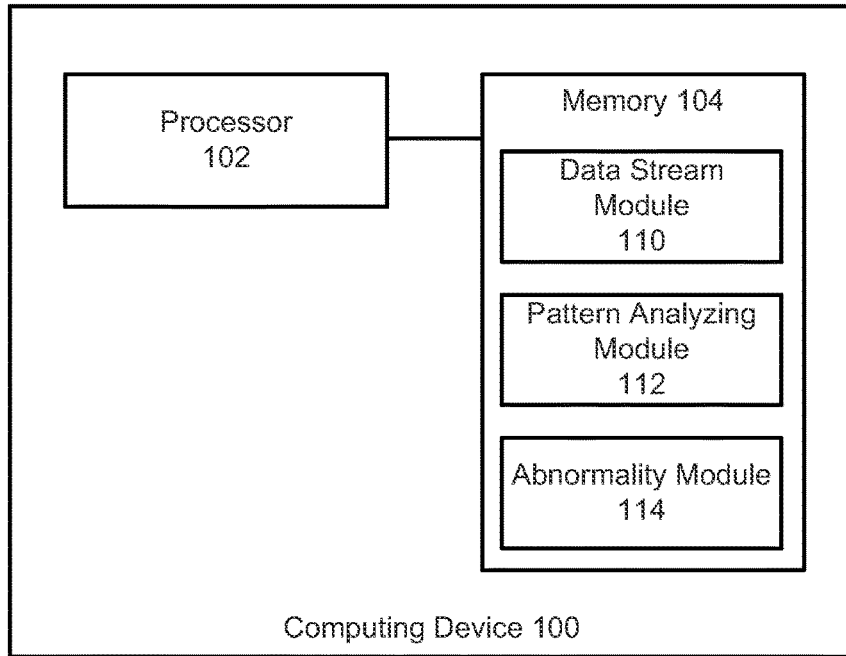 Processor
102
Memory 104
Data Stream
Module
110
Pattern Analyzing
Module
112
Abnormality Module
114
Computing Device 100